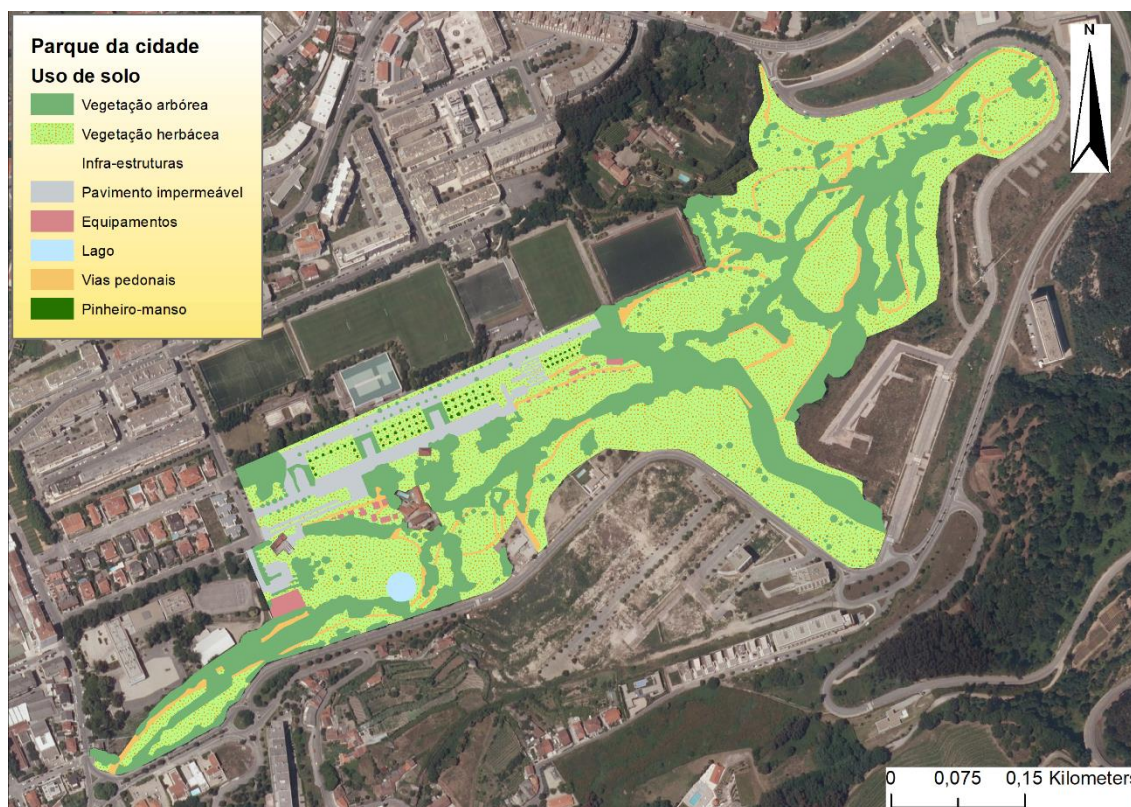 Parque da cidade
Uso de solo
Vegetação arbórea
Vegetação herbácea
Infra-estruturas
Pavimento impermeável
Equipamentos
Lago
Vias pedonais
Pinheiro-manso
N
0 0,075 0,15 Kilometers